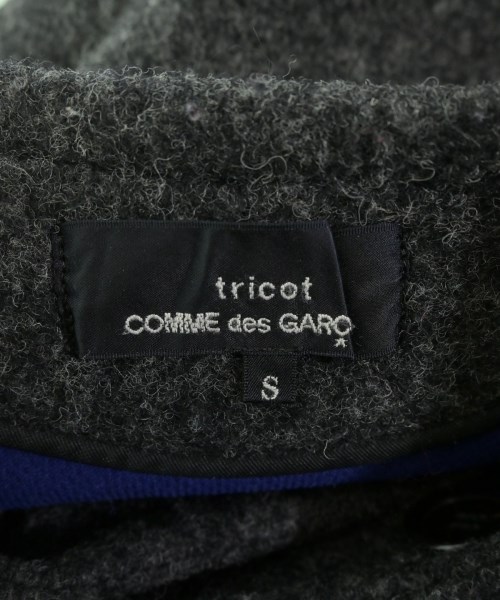 tricot
COMME des GARÇ
S